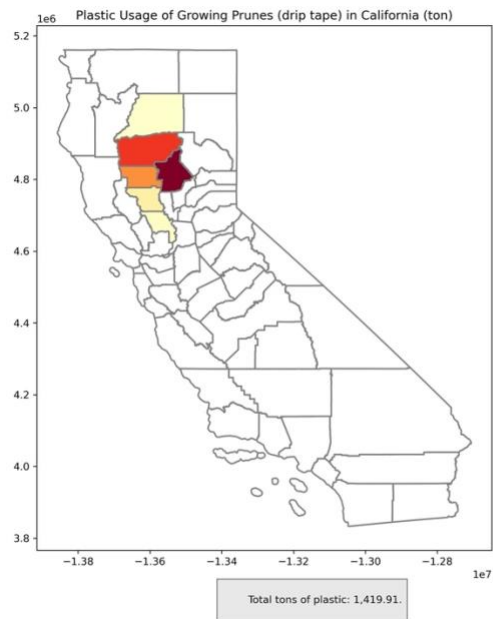 Plastic Usage of Growing Prunes (drip tape) in California (ton)
1e6
5.2
5.0
4.8
4.6
4.4
4.2
4.0
3.8
−1.38 −1.36 −1.34 −1.32 −1.30 −1.28
1e7
Total tons of plastic: 1,419.91.